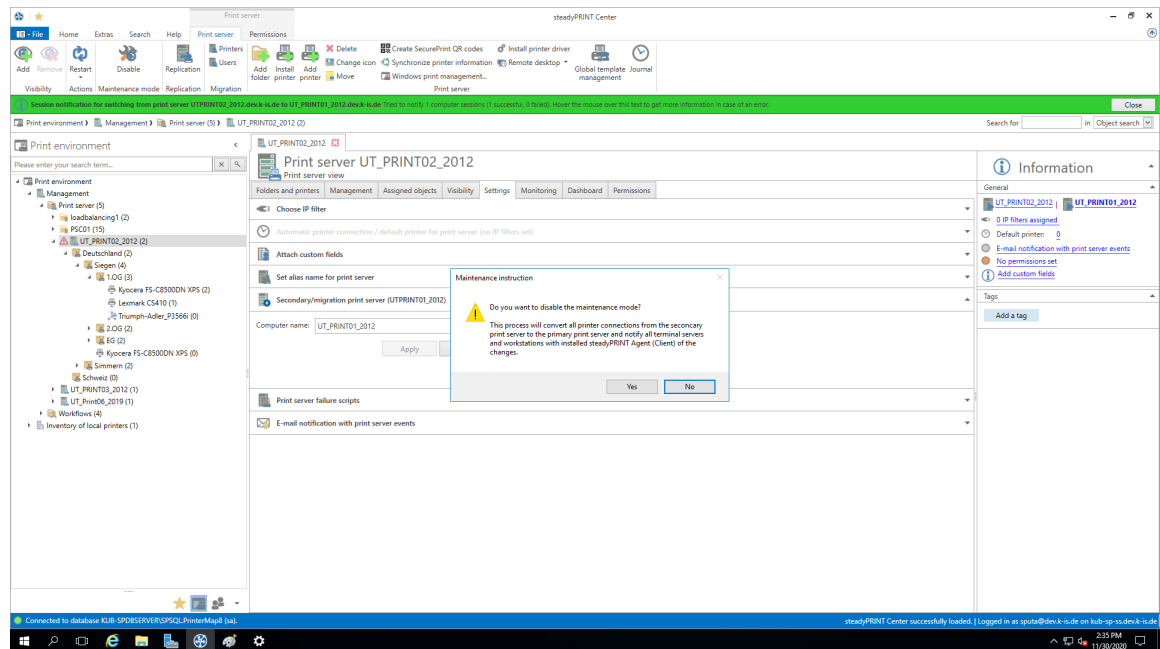 Print server
steadyPRINT Center
File Home Extras Search Help Print server Permissions
Add Remove Restart Disable Replication Printers Users
Add folder Install printer Add printer
Delete Create SecurePrint QR codes Install printer driver
Change icon Synchronize printer information Remote desktop
Move Windows print management...
Global template management Journal
Visibility Actions Maintenance mode Replication Migration Print server
Session notification for switching from print server UTPRINT02_2012.dev.k-is.de to UT_PRINT01_2012.dev.k-is.de Tried to notify 1 computer sessions (1 successful, 0 failed). Hover the mouse over this text to get more information in case of an error. Close
Print environment Management Print server (5) UT_PRINT02_2012 (2)
Search for in Object search
Print environment
Please enter your search term...
Print environment
Management
Print server (5)
loadbalancing1 (2)
PSC01 (15)
UT_PRINT02_2012 (2)
Deutschland (2)
Siegen (4)
1.OG (3)
Kyocera FS-C8500DN XPS (2)
Lexmark CS410 (1)
Triumph-Adler_P3566i (0)
2.OG (2)
EG (2)
Kyocera FS-C8500DN XPS (0)
Simmern (2)
Schweiz (0)
UT_PRINT03_2012 (1)
UT_Print06_2019 (1)
Workflows (4)
Inventory of local printers (1)
UT_PRINT02_2012
Print server UT_PRINT02_2012
Print server view
Folders and printers Management Assigned objects Visibility Settings Monitoring Dashboard Permissions
Choose IP filter
Automatic printer connection / default printer for print server (on IP filters set)
Attach custom fields
Set alias name for print server
Secondary/migration print server (UTPRINT01_2012)
Computer name: UT_PRINT01_2012
Apply
Print server failure scripts
E-mail notification with print server events
Maintenance instruction
Do you want to disable the maintenance mode?
This process will convert all printer connections from the seconcary
print server to the primary print server and notify all terminal servers
and workstations with installed steadyPRINT Agent (Client) of the
changes.
Yes No
Information
General
UT_PRINT02_2012 | UT_PRINT01_2012
0 IP filters assigned
Default printer: 0
E-mail notification with print server events
No permissions set
Add custom fields
Tags
Add a tag
Connected to database KUB-SPDBSERVER\SPSQL.PrinterMap8 (sa).
steadyPRINT Center successfully loaded. | Logged in as sputa@dev.k-is.de on kub-sp-ss.dev.k-is.de
2:35 PM
11/30/2020